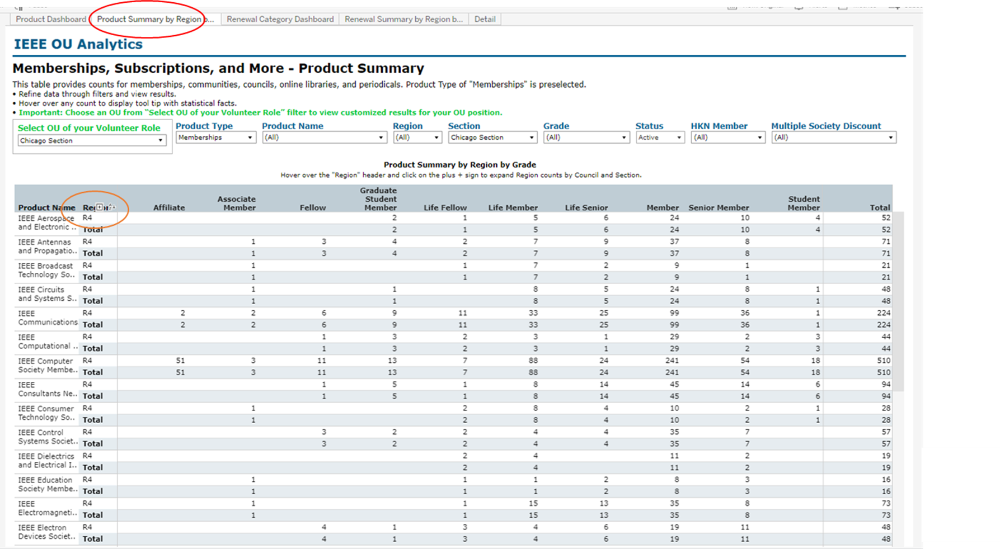 Product Dashboard Product Summary by Region b... Renewal Category Dashboard Renewal Summary by Region b... Detail
IEEE OU Analytics
Memberships, Subscriptions, and More - Product Summary
This table provides counts for memberships, communities, councils, online libraries, and periodicals. Product Type of "Memberships" is preselected.
• Refine data through filters and view results.
• Hover over any count to display tool tip with statistical facts.
• Important: Choose an OU from “Select OU of your Volunteer Role” filter to view customized results for your OU position.
Select OU of your Volunteer Role Product Type Product Name Region Section Grade Status HKN Member Multiple Society Discount
Chicago Section Memberships (All) (All) Chicago Section (All) Active (All) (All)
Product Summary by Region by Grade
Hover over the "Region" header and click on the plus + sign to expand Region counts by Council and Section.
Graduate
Associate Student Student
Product Name Region Affiliate Member Fellow Member Life Fellow Life Member Life Senior Member Senior Member Member Total
IEEE Aerospace R4 2 1 5 6 24 10 4 52
and Electronic .. Total 2 1 5 6 24 10 4 52
IEEE Antennas R4 1 3 4 2 7 9 37 8 71
and Propagatio.. Total 1 3 4 2 7 9 37 8 71
IEEE Broadcast R4 1 1 7 2 9 1 21
Technology So.. Total 1 1 7 2 9 1 21
IEEE Circuits R4 1 1 8 5 24 8 1 48
and Systems S.. Total 1 1 8 5 24 8 1 48
IEEE R4 2 2 6 9 11 33 25 99 36 1 224
Communications Total 2 2 6 9 11 33 25 99 36 1 224
IEEE R4 1 3 2 3 1 29 2 3 44
Computational .. Total 1 3 2 3 1 29 2 3 44
IEEE Computer R4 51 3 11 13 7 88 24 241 54 18 510
Society Membe.. Total 51 3 11 13 7 88 24 241 54 18 510
IEEE R4 1 5 1 8 14 45 14 6 94
Consultants Ne.. Total 1 5 1 8 14 45 14 6 94
IEEE Consumer R4 1 2 8 4 10 2 1 28
Technology So.. Total 1 2 8 4 10 2 1 28
IEEE Control R4 3 2 2 4 4 35 7 57
Systems Societ.. Total 3 2 2 4 4 35 7 57
IEEE Dielectrics R4 2 4 11 2 19
and Electrical I.. Total 2 4 11 2 19
IEEE Education R4 1 1 1 2 8 3 16
Society Membe.. Total 1 1 1 2 8 3 16
IEEE R4 1 1 15 13 35 8 73
Electromagneti.. Total 1 1 15 13 35 8 73
IEEE Electron R4 4 1 3 4 6 19 11 48
Devices Societ.. Total 4 1 3 4 6 19 11 48